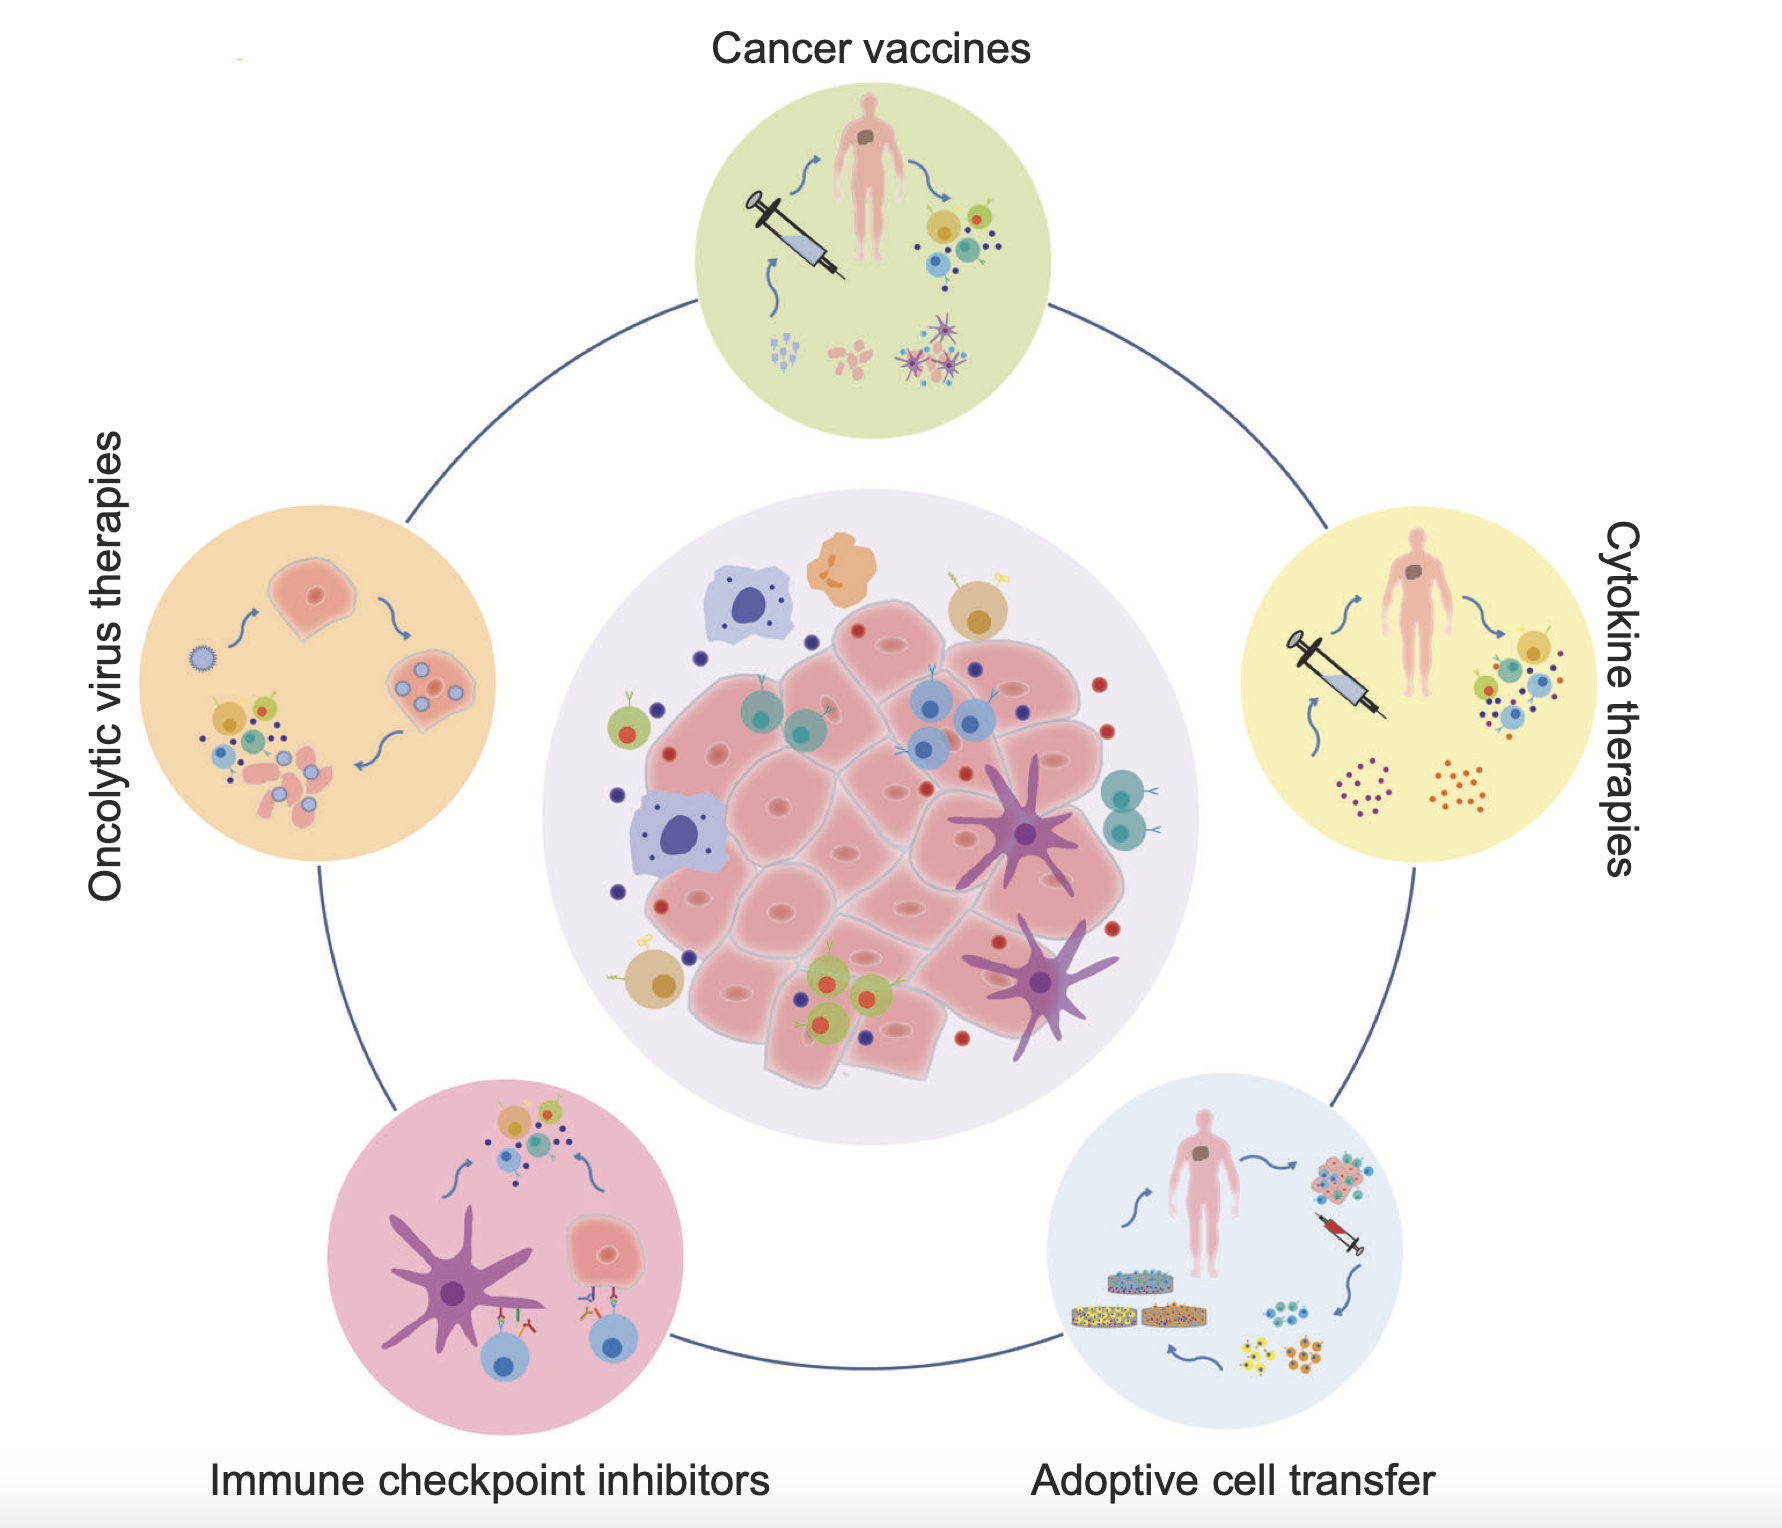 Cancer vaccines
Oncolytic virus therapies
Cytokine therapies
Immune checkpoint inhibitors
Adoptive cell transfer